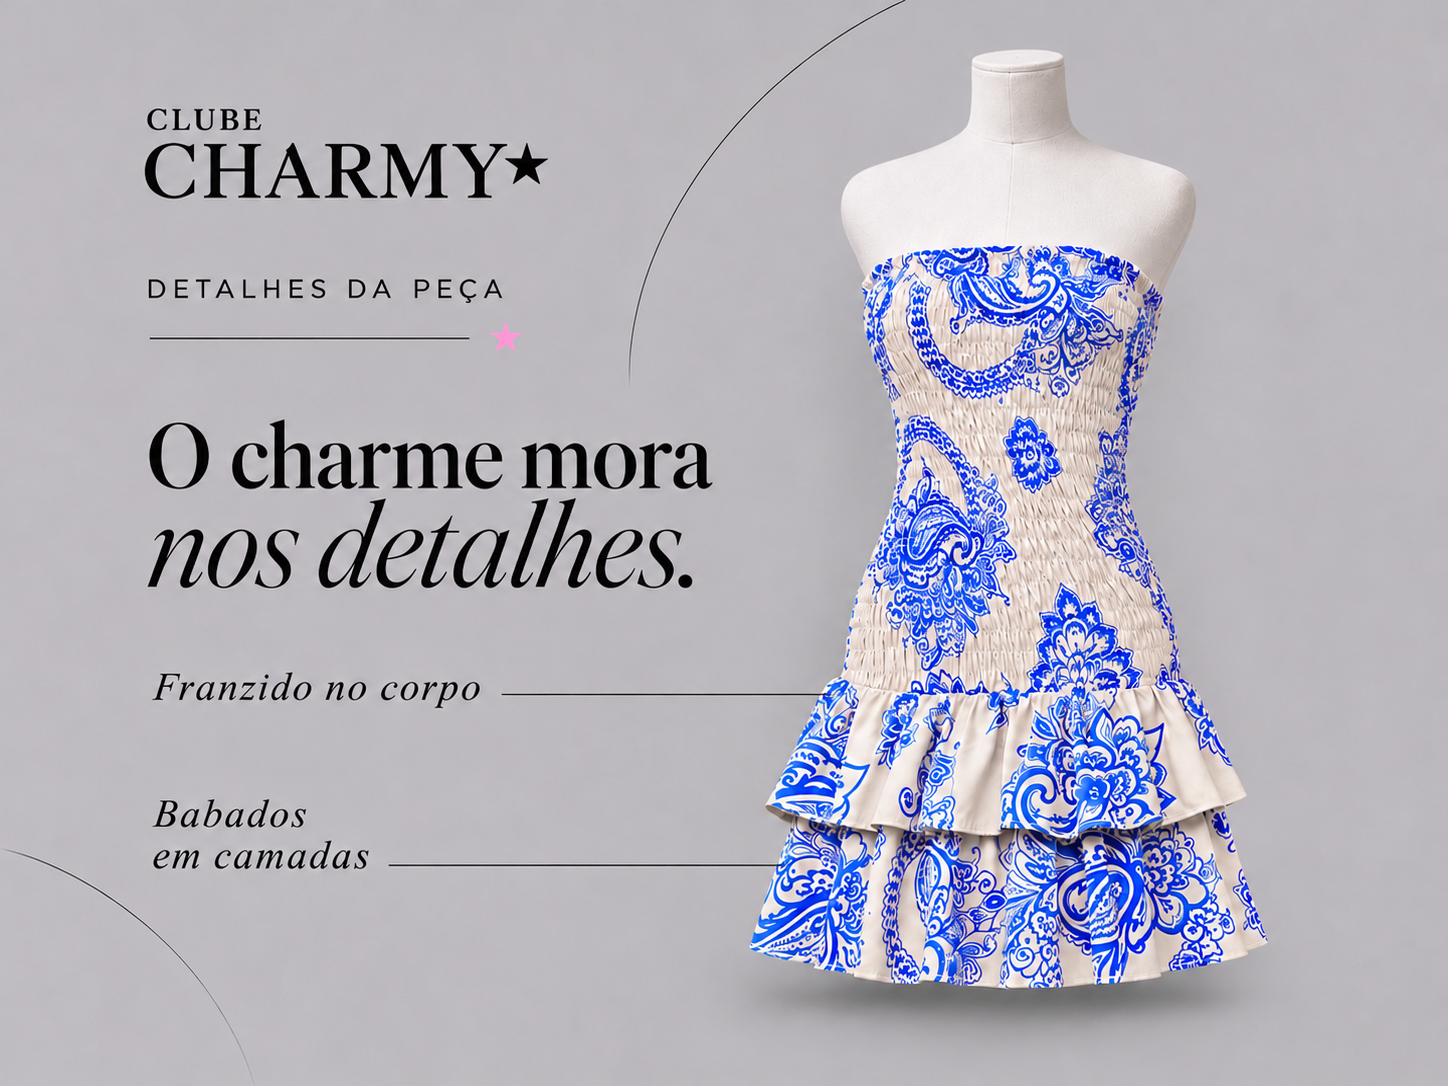 CLUBE
CHARMY★
DETALHES DA PEÇA
O charme mora
nos detalhes.
Franzido no corpo
Babados
em camadas